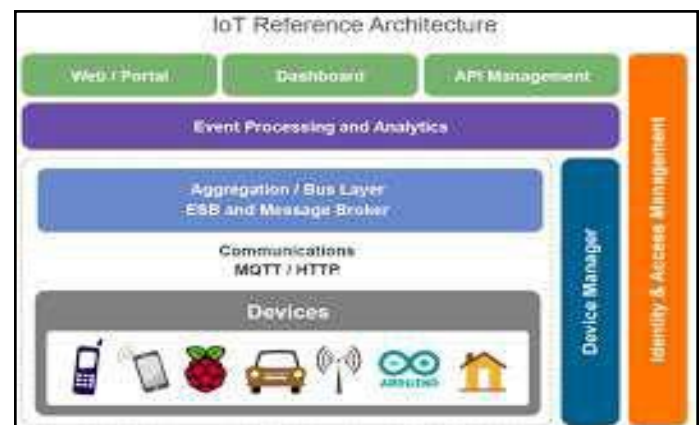 IoT Reference Architecture
Web / Portal
Dashboard
API Management
Event Processing and Analytics
Aggregation / Bus Layer
ESB and Message Broker
Communications
MQTT / HTTP
Devices
ARDUINO
Device Manager
Identity & Access Management